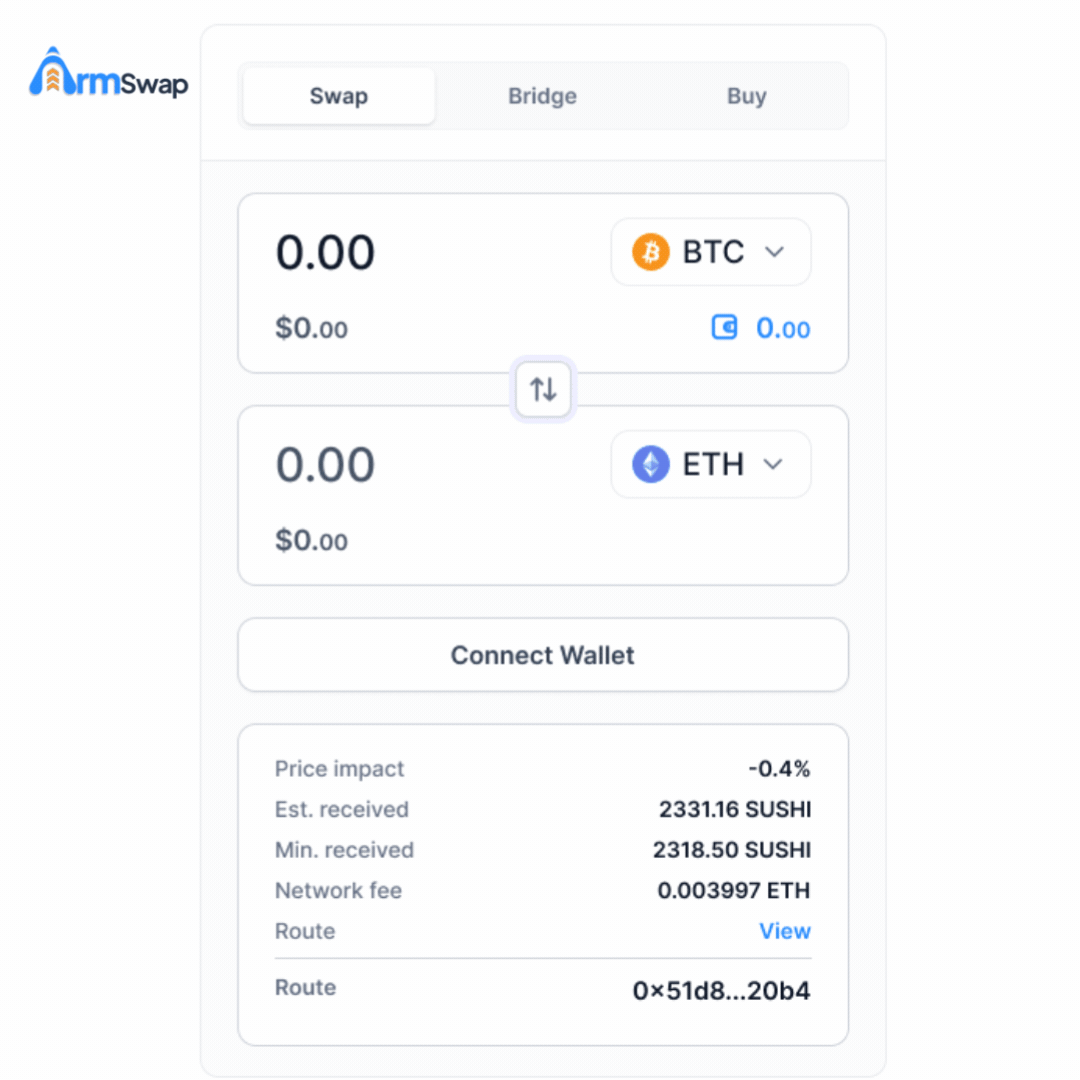 ArmSwap
Swap Bridge Buy
0.00 BTC
$0.00 0.00
0.00 ETH
$0.00
Connect Wallet
Price impact -0.4%
Est. received 2331.16 SUSHI
Min. received 2318.50 SUSHI
Network fee 0.003997 ETH
Route View
Route 0×51d8...20b4